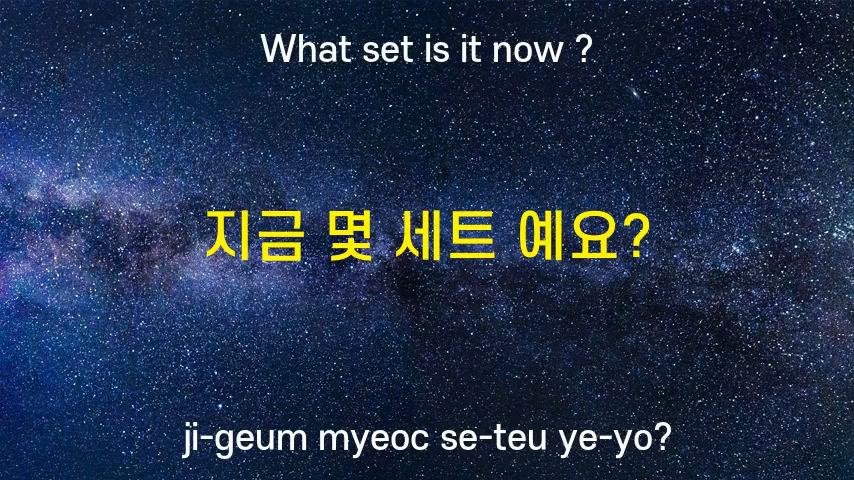 What set is it now ?
지금 몇 세트 예요?
ji-geum myeoc se-teu ye-yo?